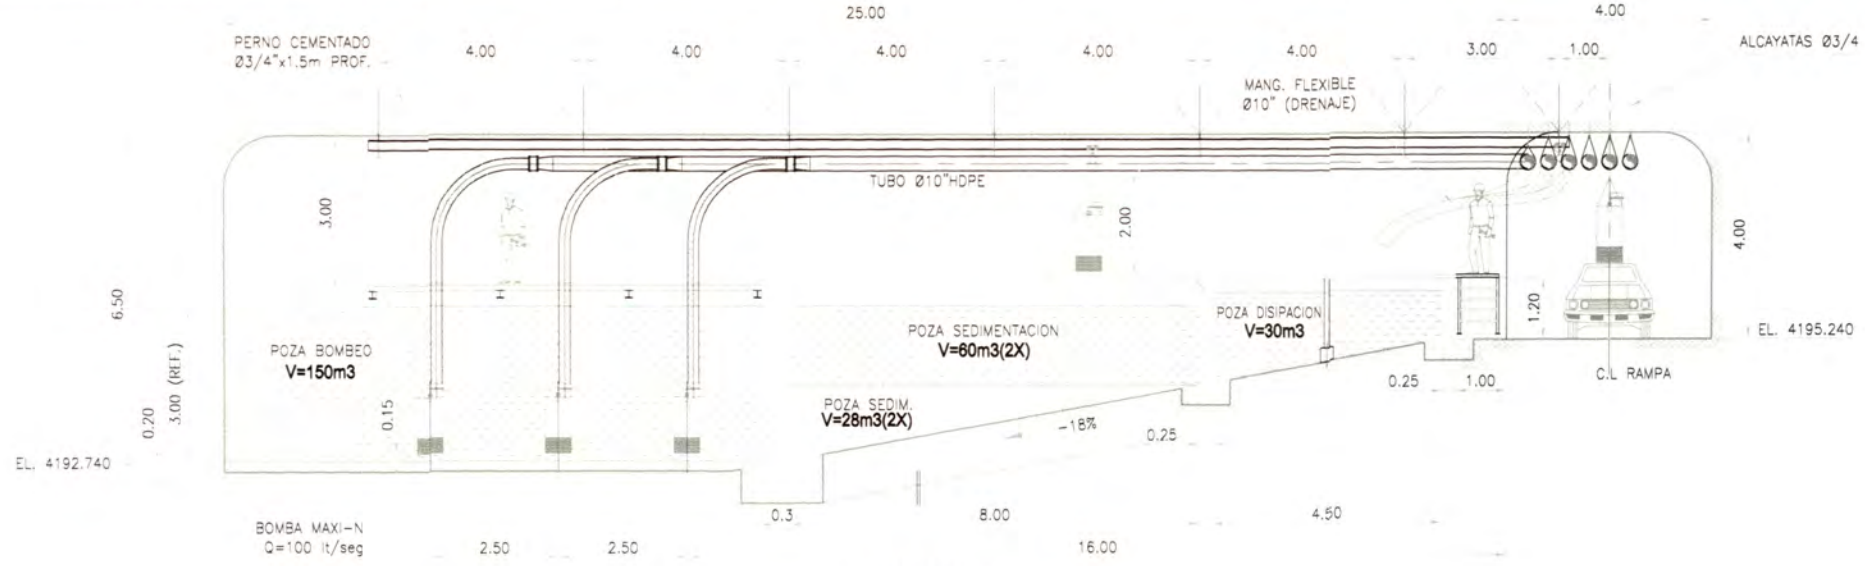 25.00
4.00
PERNO CEMENTADO
Ø3/4"x1.5m PROF.
4.00
4.00
4.00
4.00
4.00
3.00
1.00
ALCAYATAS Ø3/4
MANG. FLEXIBLE
Ø10" (DRENAJE)
TUBO Ø10"HDPE
3.00
2.00
4.00
6.50
1.20
POZA BOMBEO
V=150m3
POZA SEDIMENTACION
V=60m3(2X)
POZA DISIPACION
V=30m3
EL. 4195.240
3.00 (REF.)
0.20
0.15
POZA SEDIM.
V=28m3(2X)
-18%
0.25
0.25
1.00
C.L RAMPA
EL. 4192.740
0.3
8.00
4.50
BOMBA MAXI-N
Q=100 lt/seg
2.50
2.50
16.00